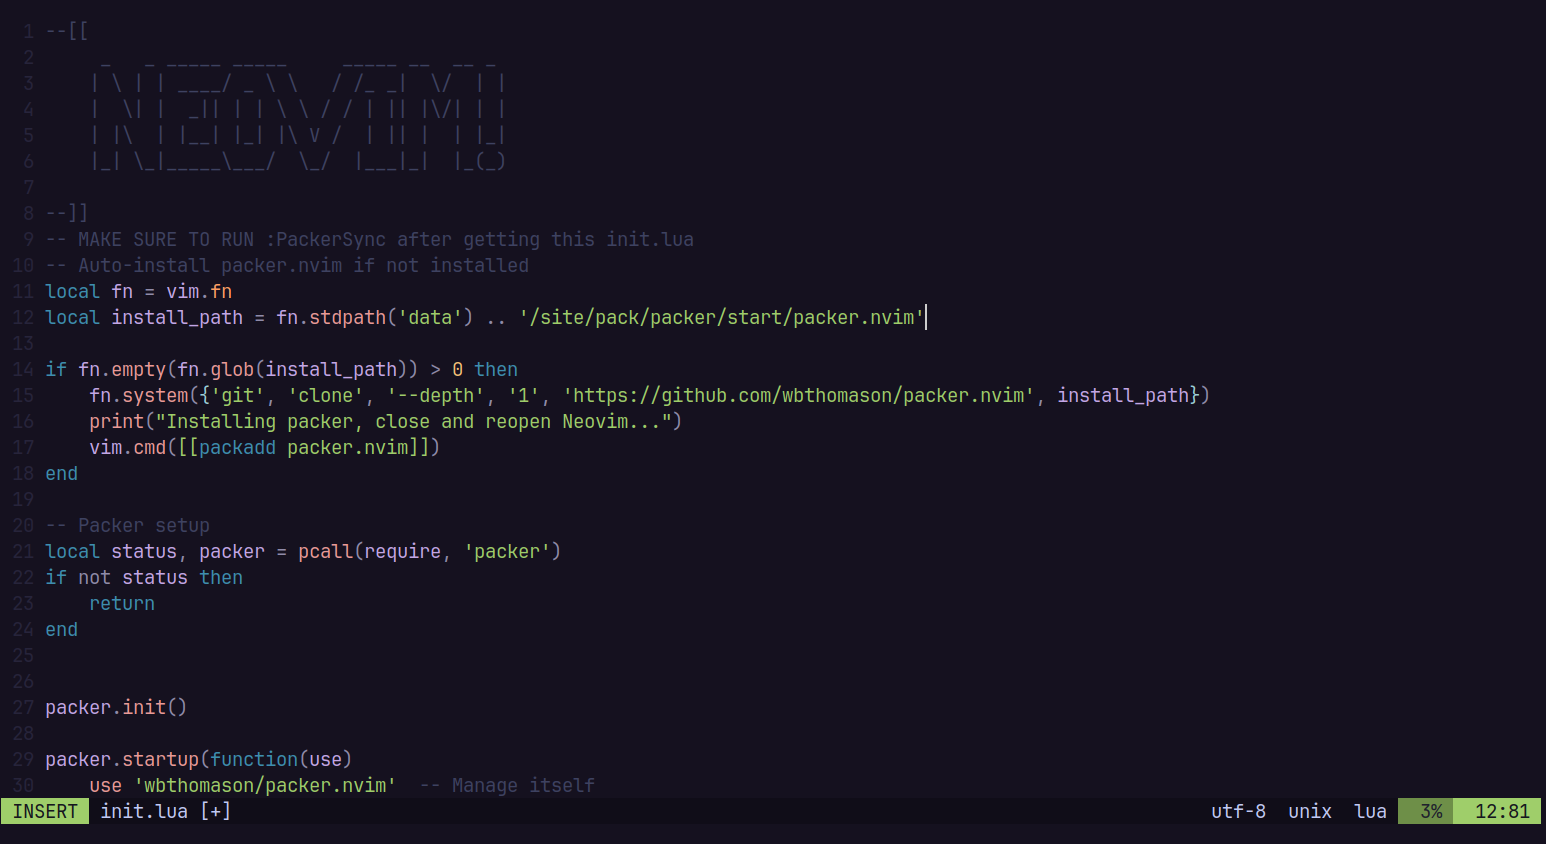 1 --[[
2      _   _ _____ _____     _____ __  __ _
3     | \ | | ____/ _ \ \   / /_ _|  \/  | |
4     |  \| |  _|| | | \ \ / / | || |\/| | |
5     | |\  | |__| |_| |\ V /  | || |  | |_|
6     |_| \_|_____\___/  \_/  |___|_|  |_(_)
7
8 --]]
9 -- MAKE SURE TO RUN :PackerSync after getting this init.lua
10 -- Auto-install packer.nvim if not installed
11 local fn = vim.fn
12 local install_path = fn.stdpath('data') .. '/site/pack/packer/start/packer.nvim'
13
14 if fn.empty(fn.glob(install_path)) > 0 then
15     fn.system({'git', 'clone', '--depth', '1', 'https://github.com/wbthomason/packer.nvim', install_path})
16     print("Installing packer, close and reopen Neovim...")
17     vim.cmd([[packadd packer.nvim]])
18 end
19
20 -- Packer setup
21 local status, packer = pcall(require, 'packer')
22 if not status then
23     return
24 end
25
26
27 packer.init()
28
29 packer.startup(function(use)
30     use 'wbthomason/packer.nvim'  -- Manage itself
INSERT init.lua [+] utf-8 unix lua 3% 12:81